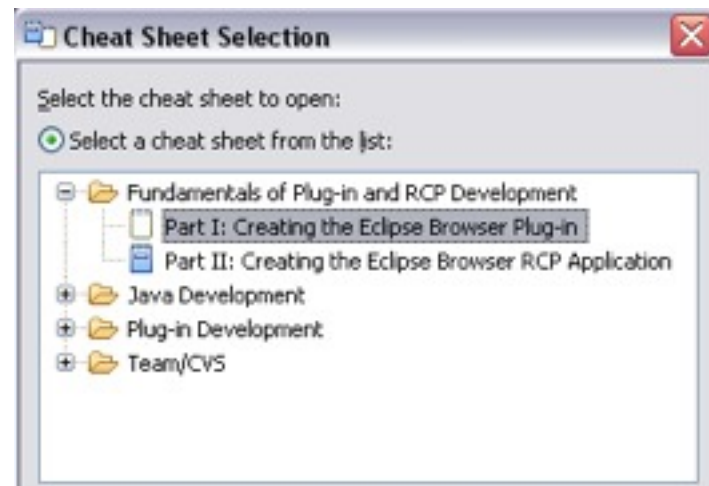 Cheat Sheet Selection
Select the cheat sheet to open:
Select a cheat sheet from the list:
Fundamentals of Plug-in and RCP Development
Part I: Creating the Eclipse Browser Plug-in
Part II: Creating the Eclipse Browser RCP Application
Java Development
Plug-in Development
Team/CVS